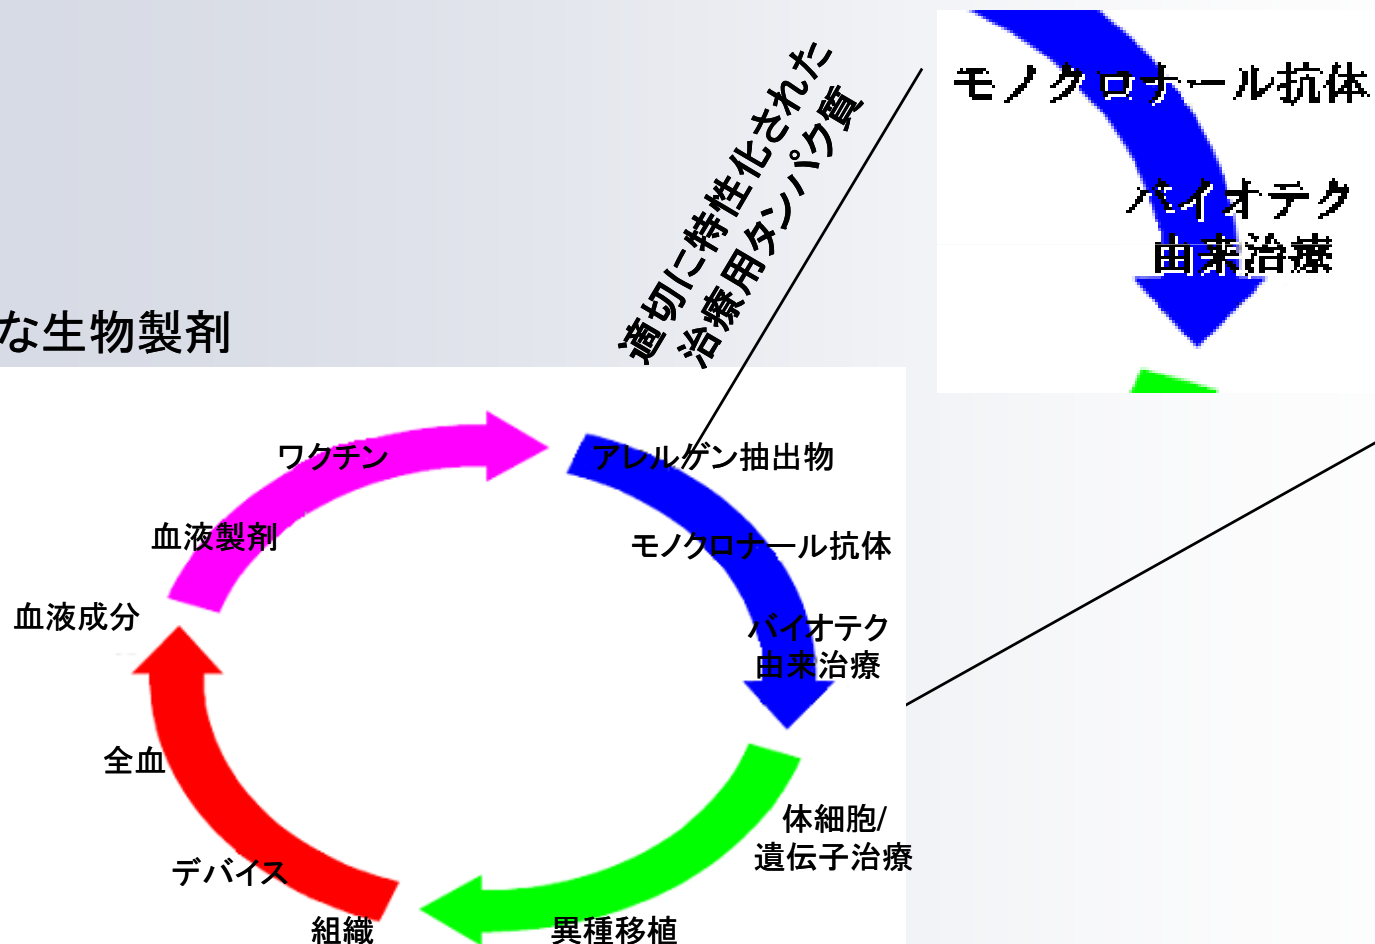 適切に特性化された
治療用タンパク質
モノクロナール抗体
バイオテク
由来治療
な生物製剤
ワクチン
アレルゲン抽出物
血液製剤
モノクロナール抗体
血液成分
バイオテク
由来治療
全血
体細胞/
遺伝子治療
デバイス
組織
異種移植